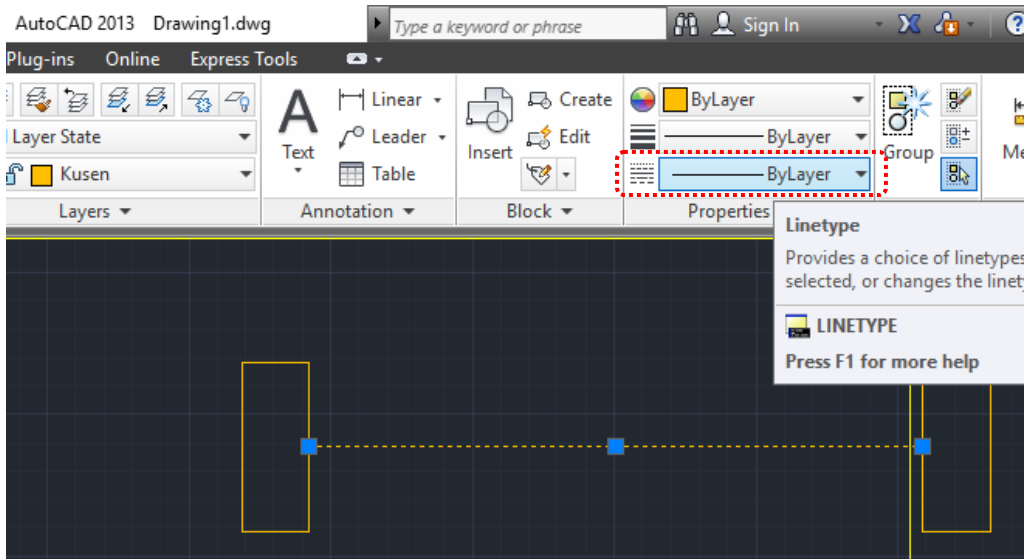 AutoCAD 2013 Drawing1.dwg
Type a keyword or phrase
Sign In
?
Plug-ins Online Express Tools
Linear
Create
ByLayer
Layer State
Leader
Edit
ByLayer
Text
Insert
Group
Me
Kusen
Table
ByLayer
Layers
Annotation
Block
Properties
Linetype
Provides a choice of linetypes
selected, or changes the linet
LINETYPE
Press F1 for more help